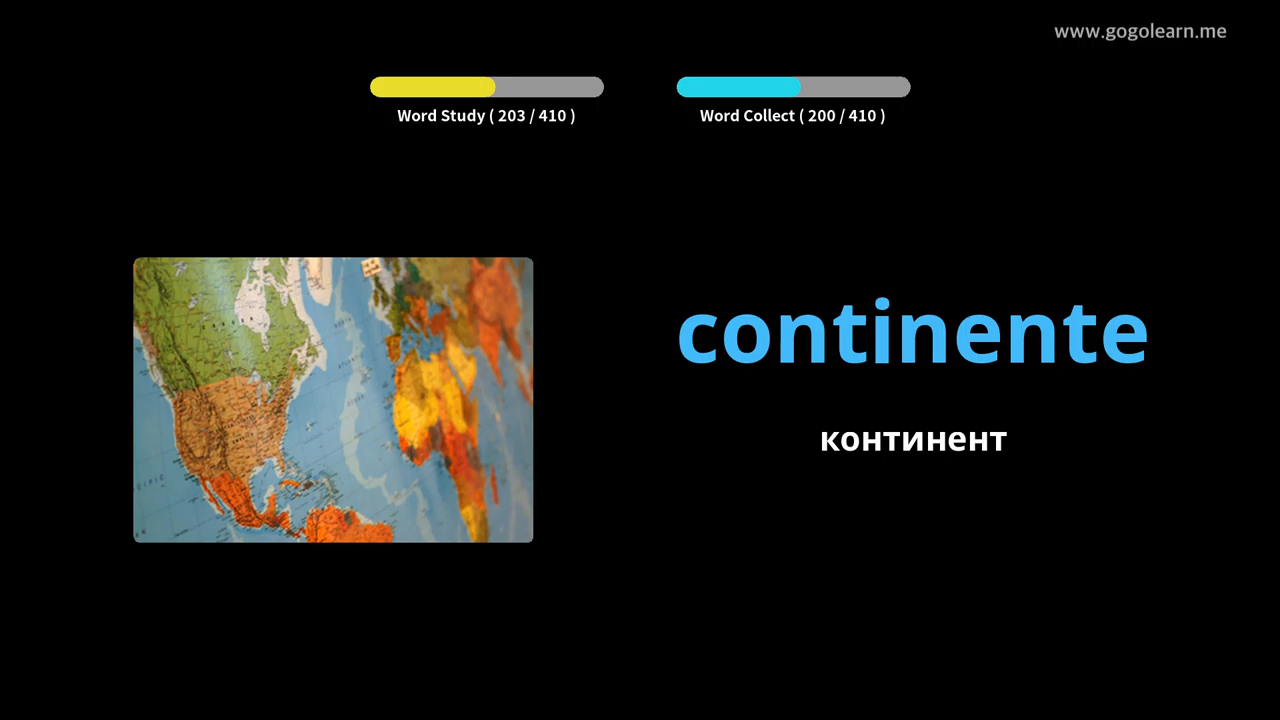 www.gogolearn.me
Word Study ( 203 / 410 )
Word Collect ( 200 / 410 )
continente
континент